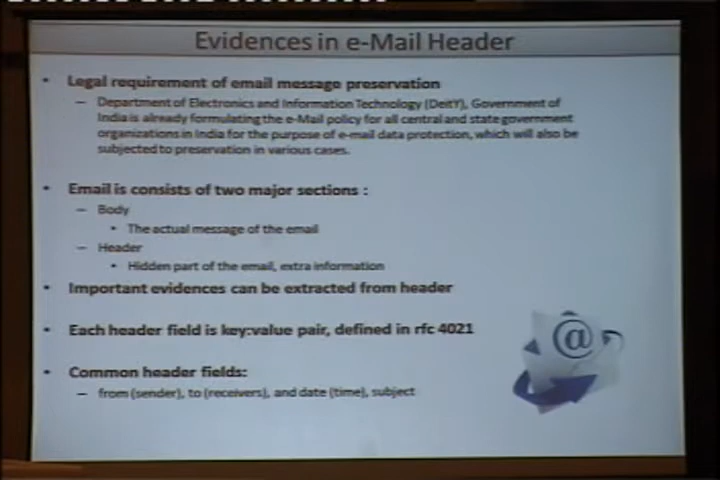 Evidences in e-Mail Header
• Legal requirement of email message preservation
– Department of Electronics and Information Technology (DeitY), Government of
India is already formulating the e-Mail policy for all central and state government
organizations in India for the purpose of e-mail data protection, which will also be
subjected to preservation in various cases.
• Email is consists of two major sections :
– Body
• The actual message of the email
– Header
• Hidden part of the email, extra information
• Important evidences can be extracted from header
• Each header field is key:value pair, defined in rfc 4021
• Common header fields:
– from (sender), to (receivers), and date (time), subject
@